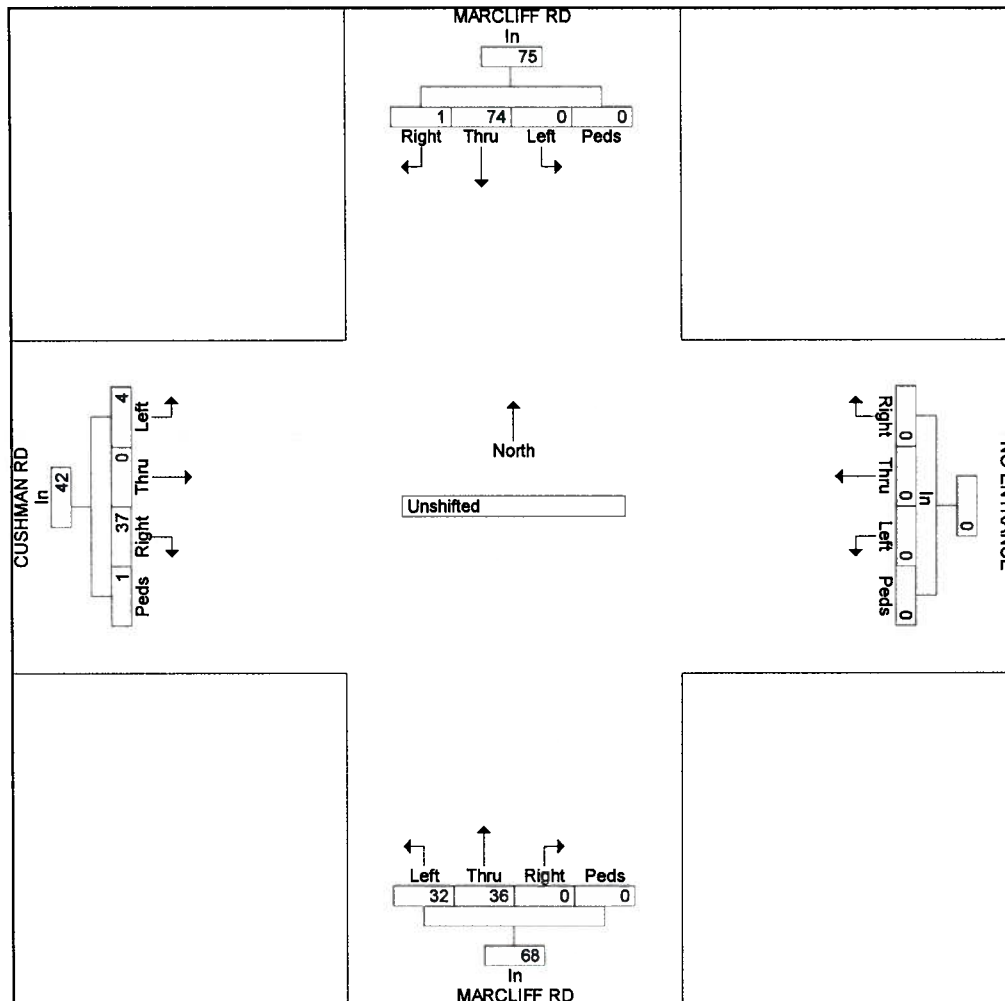 MARCLIFF RD
In
75
1 74 0 0
Right Thru Left Peds
CUSHMAN RD
In
42
4 0 37 1
Left Thru Right Peds
North
Unshifted
Right Thru Left Peds
0 0 0 0
In
0
Left Thru Right Peds
32 36 0 0
68
In
MARCLIFF RD